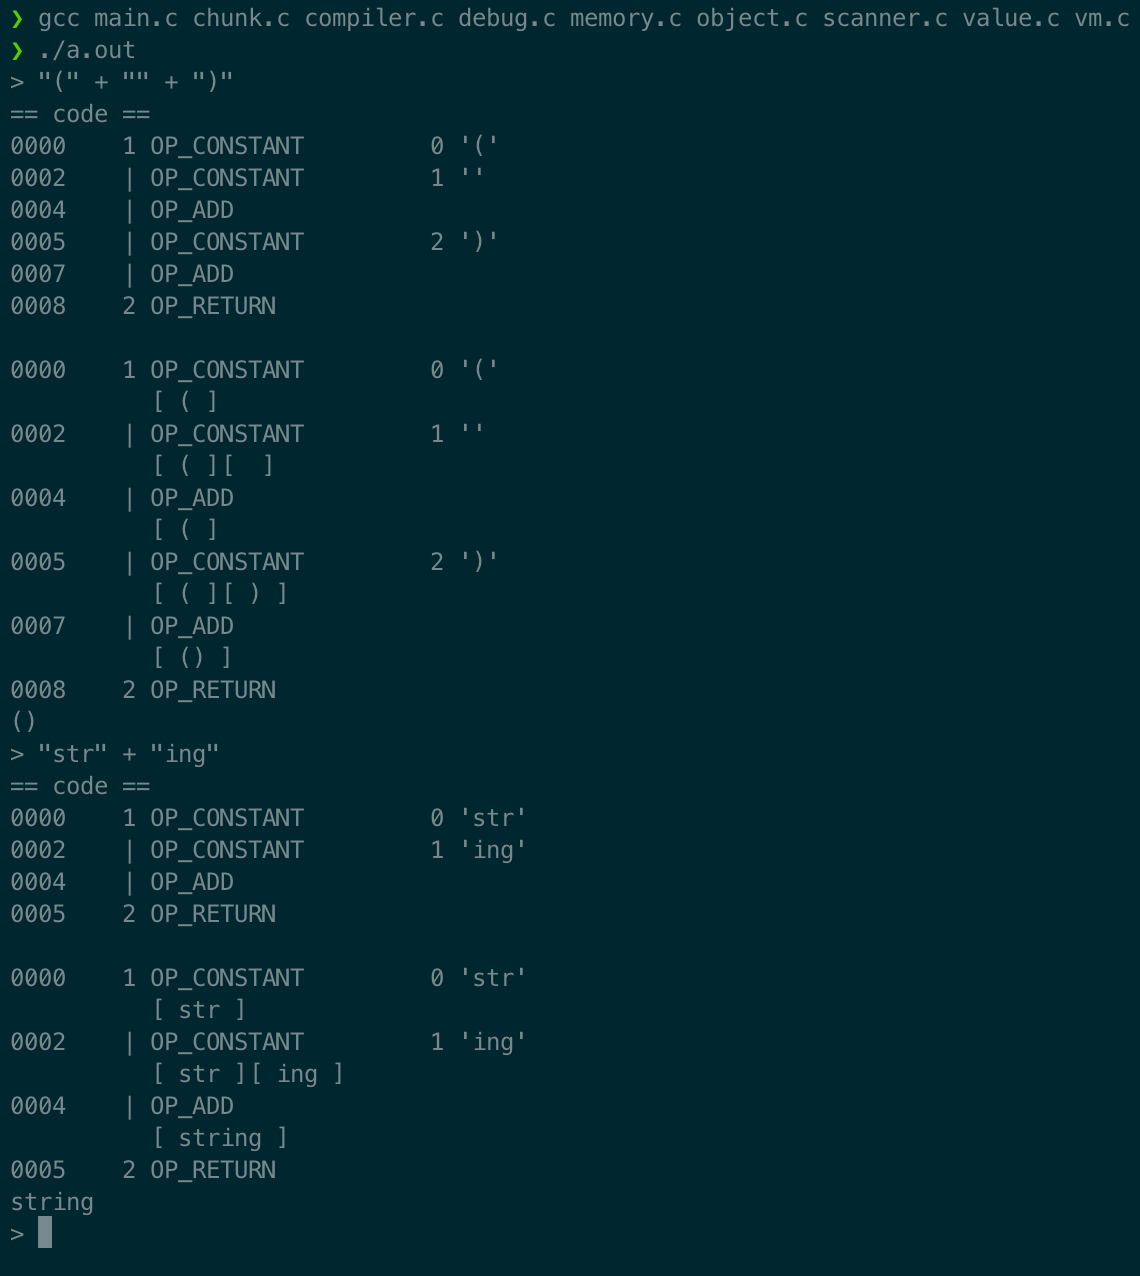 ❯ gcc main.c chunk.c compiler.c debug.c memory.c object.c scanner.c value.c vm.c
❯ ./a.out
> "(" + "" + ")"
== code ==
0000    1 OP_CONSTANT         0 '('
0002    | OP_CONSTANT         1 ''
0004    | OP_ADD
0005    | OP_CONSTANT         2 ')'
0007    | OP_ADD
0008    2 OP_RETURN

0000    1 OP_CONSTANT         0 '('
          [ ( ]
0002    | OP_CONSTANT         1 ''
          [ ( ][  ]
0004    | OP_ADD
          [ ( ]
0005    | OP_CONSTANT         2 ')'
          [ ( ][ ) ]
0007    | OP_ADD
          [ () ]
0008    2 OP_RETURN
()
> "str" + "ing"
== code ==
0000    1 OP_CONSTANT         0 'str'
0002    | OP_CONSTANT         1 'ing'
0004    | OP_ADD
0005    2 OP_RETURN

0000    1 OP_CONSTANT         0 'str'
          [ str ]
0002    | OP_CONSTANT         1 'ing'
          [ str ][ ing ]
0004    | OP_ADD
          [ string ]
0005    2 OP_RETURN
string
>